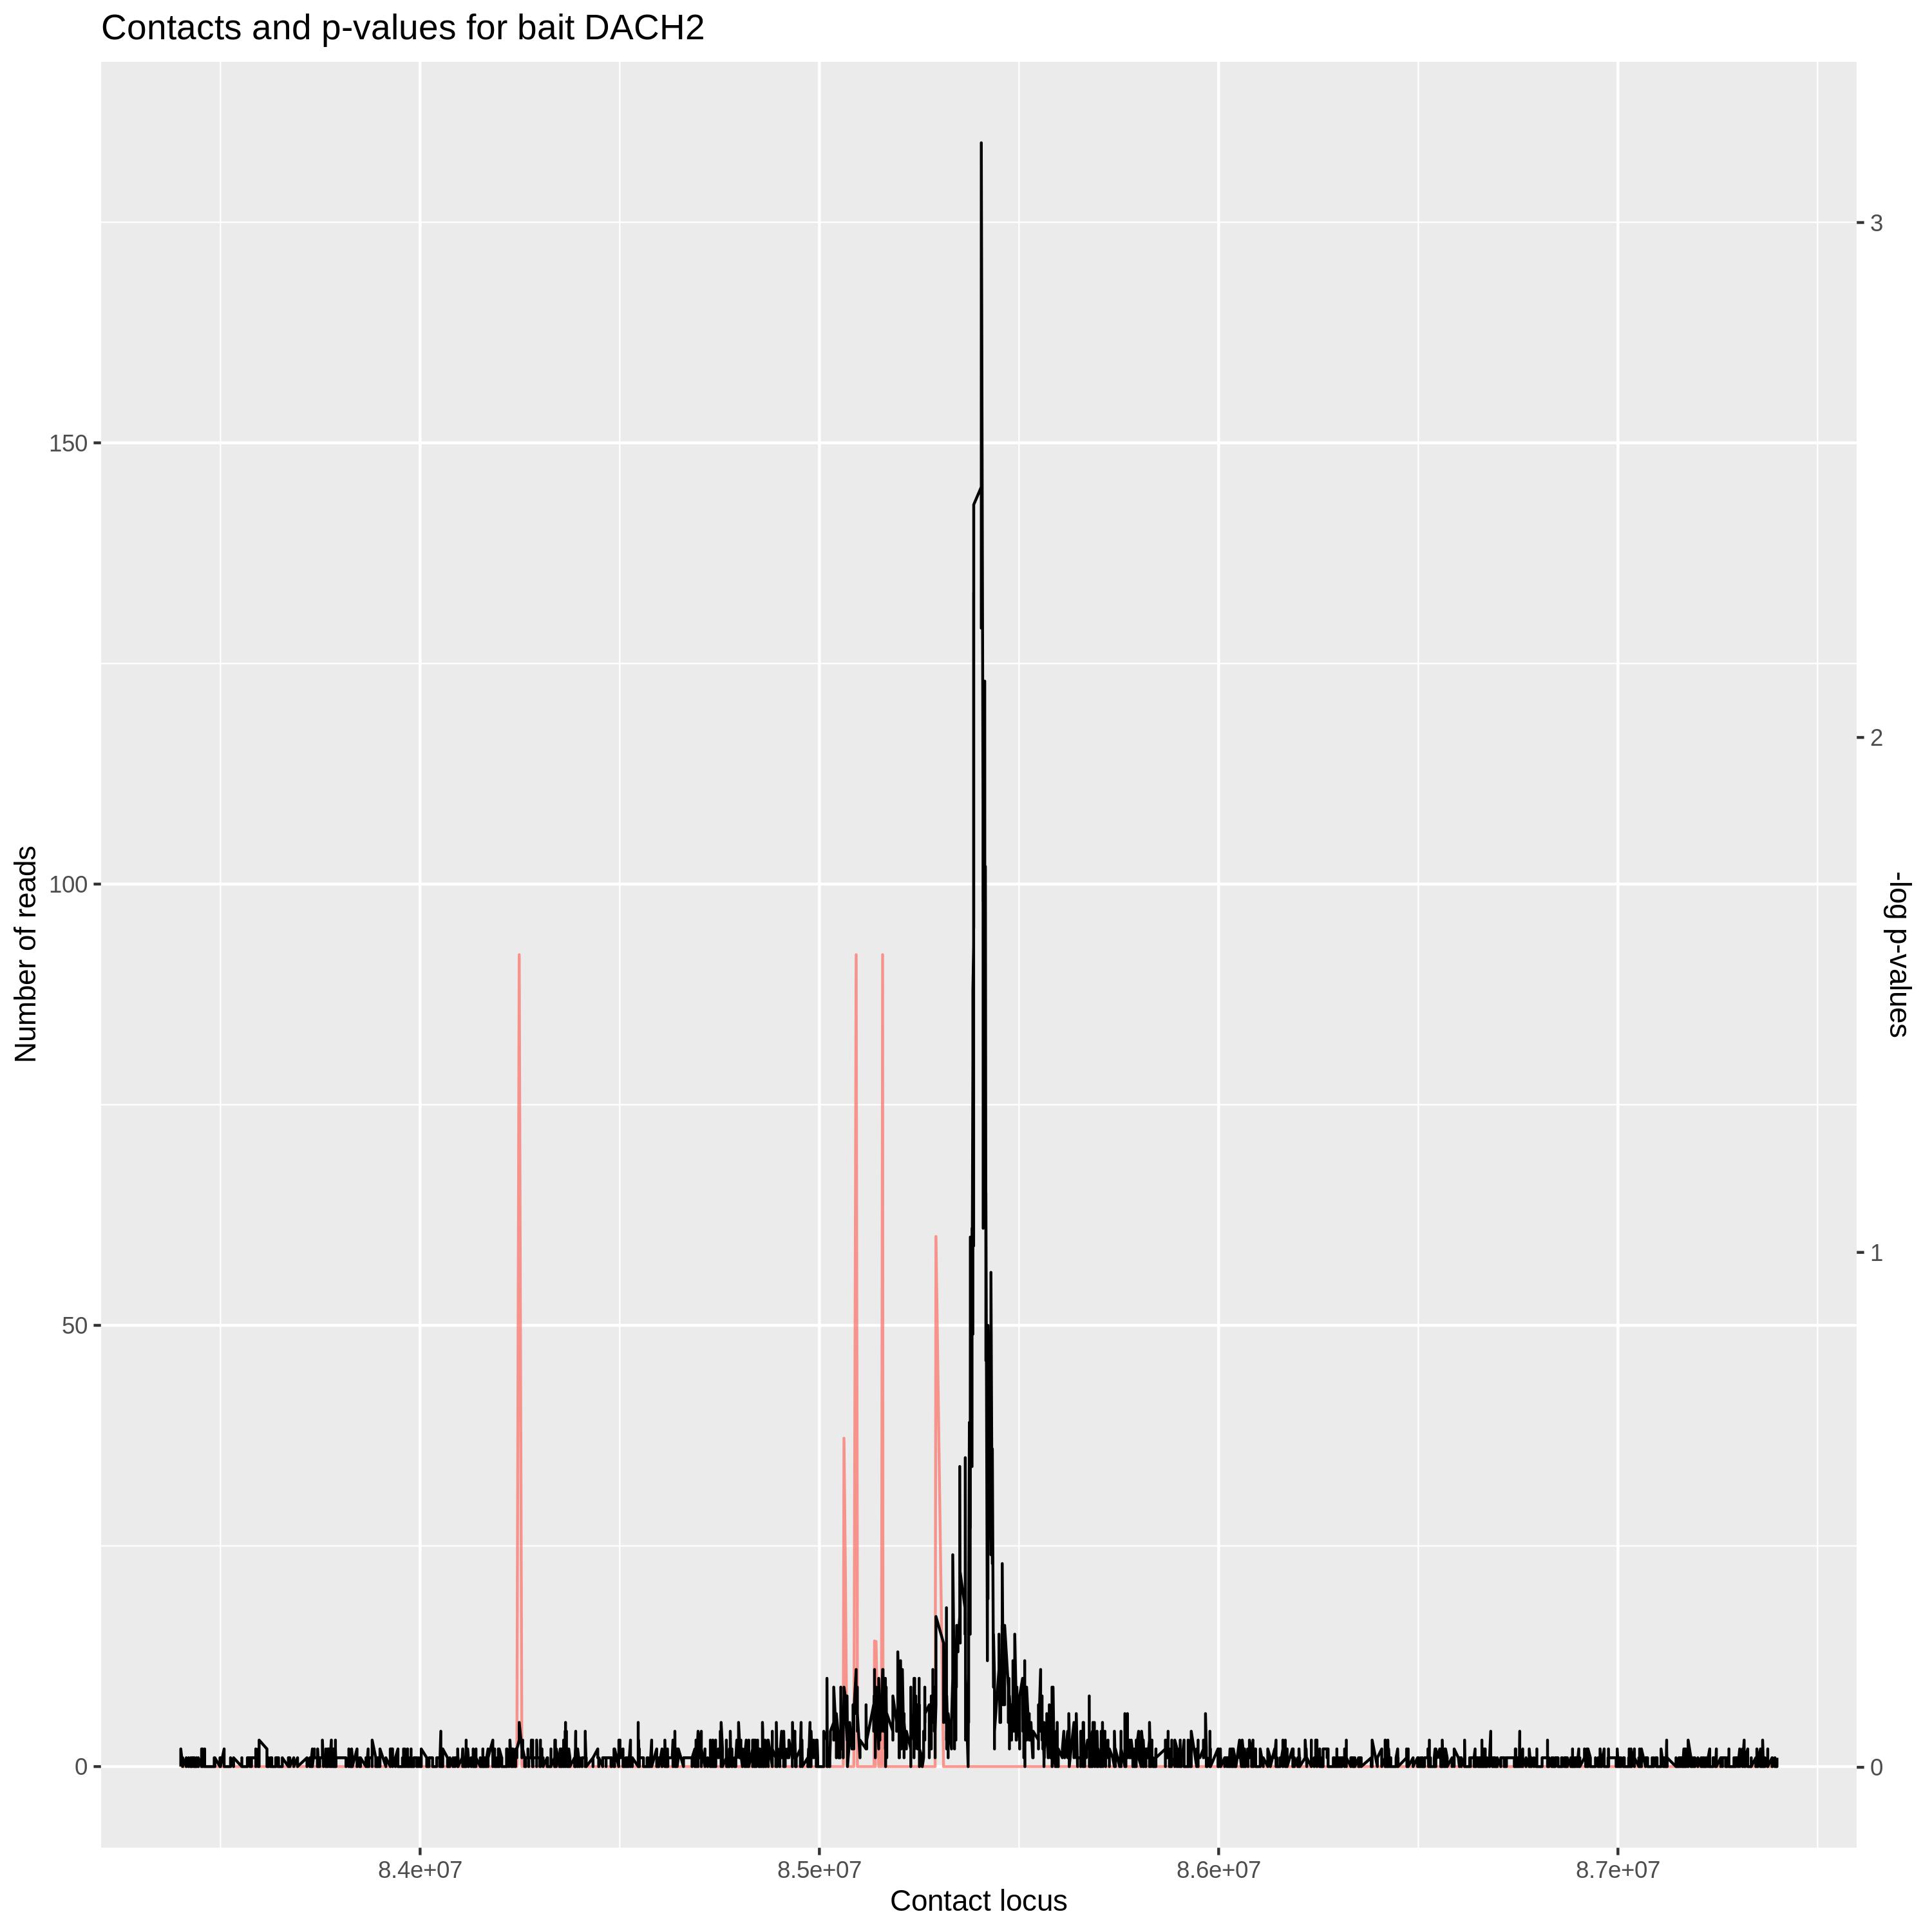 Contacts and p-values for bait DACH2
Number of reads
150
100
50
0
3
2
1
0
-log p-values
8.4e+07
8.5e+07
8.6e+07
8.7e+07
Contact locus